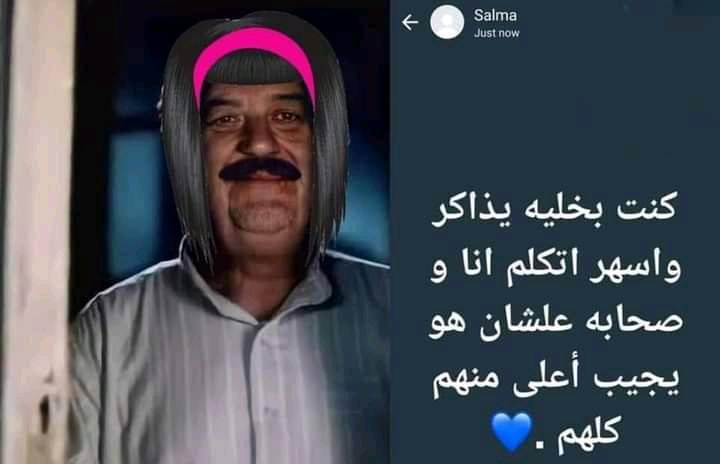 Salma
Just now
كنت بخليه يذاكر
واسهر اتكلم انا و
صحابه علشان هو
يجيب أعلى منهم
كلهم .💙